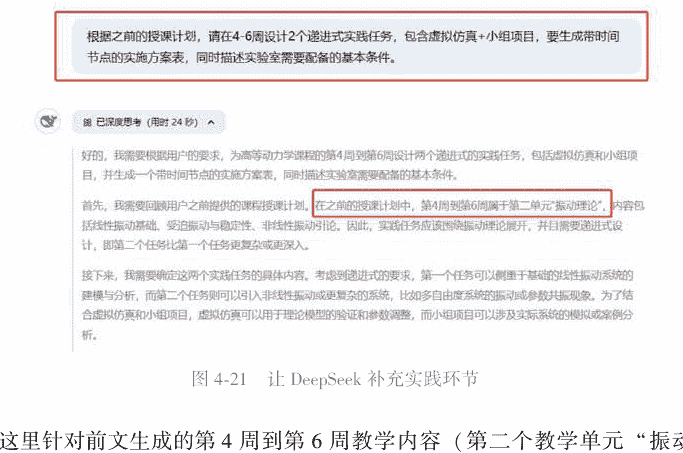 根据之前的授课计划，请在4-6周设计2个递进式实践任务，包含虚拟仿真+小组项目，要生成带时间
节点的实施方案表，同时描述实验室需要配备的基本条件。
已深度思考（用时 24 秒）
好的，我需要根据用户的要求，为高等动力学课程的第4周到第6周设计两个递进式的实践任务，包括虚拟仿真和小组项
目，并生成一个带时间节点的实施方案表，同时描述实验室需要配备的基本条件。
首先，我需要回顾用户之前提供的课程授课计划。在之前的授课计划中，第4周到第6周属于第二单元“振动理论”，内容包
括线性振动基础、受迫振动与稳定性、非线性振动引论。因此，实践任务应该围绕振动理论展开，并且需要递进式设
计，即第二个任务比第一个任务更复杂或更深入。
接下来，我需要确定这两个实践任务的具体内容。考虑到递进式的要求，第一个任务可以侧重于基础的线性振动系统的
建模与分析，而第二个任务则可以引入非线性振动或更复杂的系统，比如多自由度系统的振动或参数共振现象。为了结
合虚拟仿真和小组项目，虚拟仿真可以用于理论模型的验证和参数调整，而小组项目可以涉及实际系统的模拟或案例分
析。
图 4-21 让 DeepSeek 补充实践环节
这里针对前文生成的第 4 周到第 6 周教学内容（第二个教学单元“振动